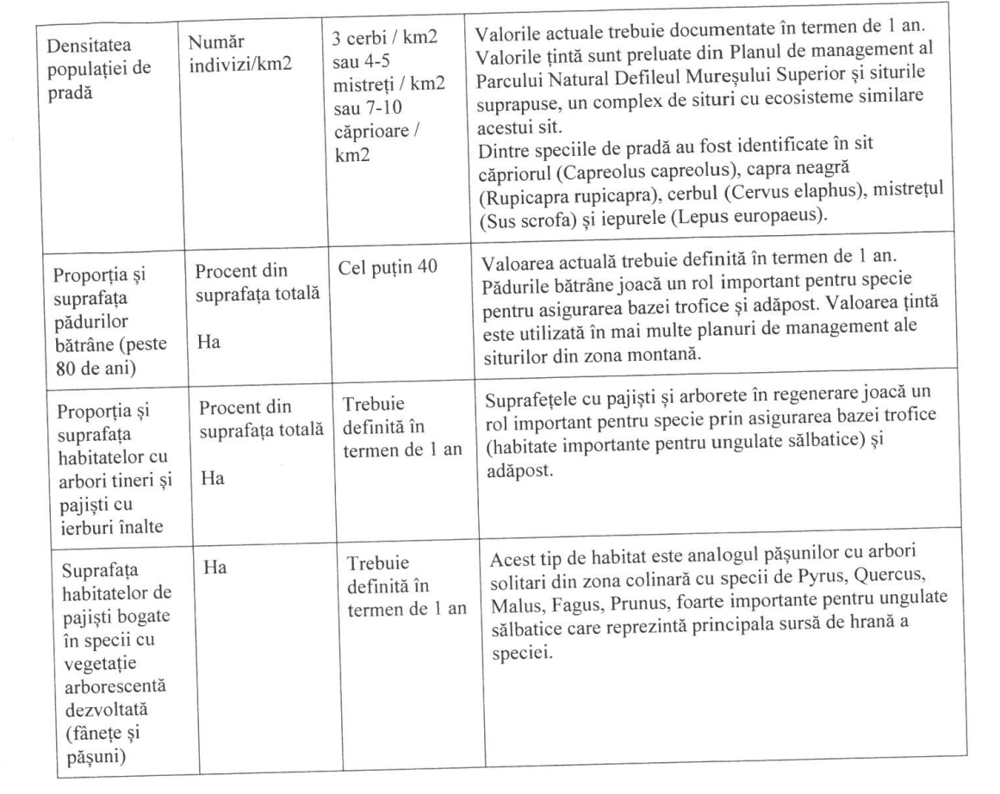 Densitatea
populației de
pradă
Număr
indivizi/km2
3 cerbi / km2
sau 4-5
mistreți / km2
sau 7-10
căprioare /
km2
Valorile actuale trebuie documentate în termen de 1 an.
Valorile țintă sunt preluate din Planul de management al
Parcului Natural Defileul Mureșului Superior și siturile
suprapuse, un complex de situri cu ecosisteme similare
acestui sit.
Dintre speciile de pradă au fost identificate în sit
căpriorul (Capreolus capreolus), capra neagră
(Rupicapra rupicapra), cerbul (Cervus elaphus), mistrețul
(Sus scrofa) și iepurele (Lepus europaeus).
Proporția și
suprafața
pădurilor
bătrâne (peste
80 de ani)
Procent din
suprafața totală
Ha
Cel puțin 40
Valoarea actuală trebuie definită în termen de 1 an.
Pădurile bătrâne joacă un rol important pentru specie
pentru asigurarea bazei trofice și adăpost. Valoarea țintă
este utilizată în mai multe planuri de management ale
siturilor din zona montană.
Proporția și
suprafața
habitatelor cu
arbori tineri și
pajiști cu
ierburi înalte
Procent din
suprafața totală
Ha
Trebuie
definită în
termen de 1 an
Suprafețele cu pajiști și arborete în regenerare joacă un
rol important pentru specie prin asigurarea bazei trofice
(habitate importante pentru ungulate sălbatice) și
adăpost.
Suprafața
habitatelor de
pajiști bogate
în specii cu
vegetație
arborescentă
dezvoltată
(fânețe și
pășuni)
Ha
Trebuie
definită în
termen de 1 an
Acest tip de habitat este analogul pășunilor cu arbori
solitari din zona colinară cu specii de Pyrus, Quercus,
Malus, Fagus, Prunus, foarte importante pentru ungulate
sălbatice care reprezintă principala sursă de hrană a
speciei.